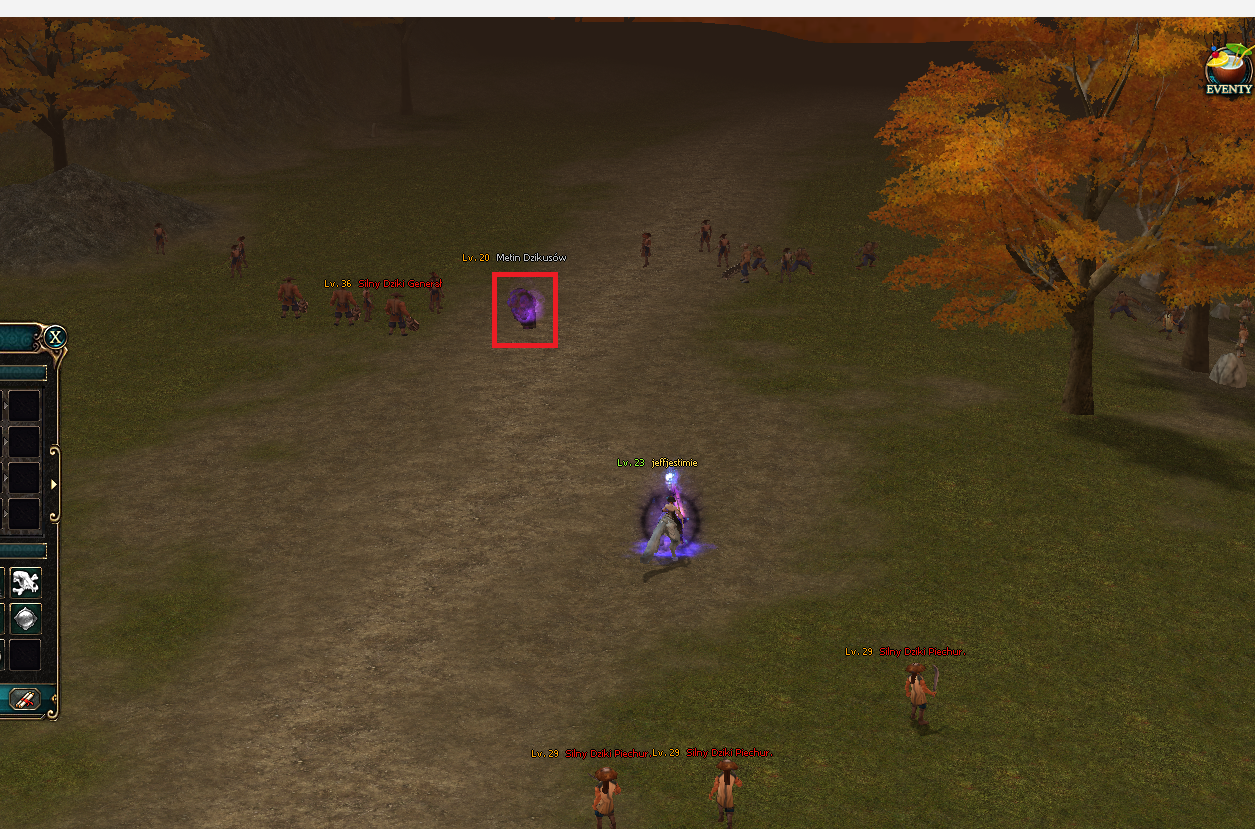 EVENTY
Lv. 20 Metin Dzikusów
Lv. 36 Silny Dziki Generał
X
Lv. 23 jeffjestimie
Lv. 29 Silny Dziki Piechur.
Lv. 29 Silny Dziki Piechur. Lv. 29 Silny Dziki Piechur.